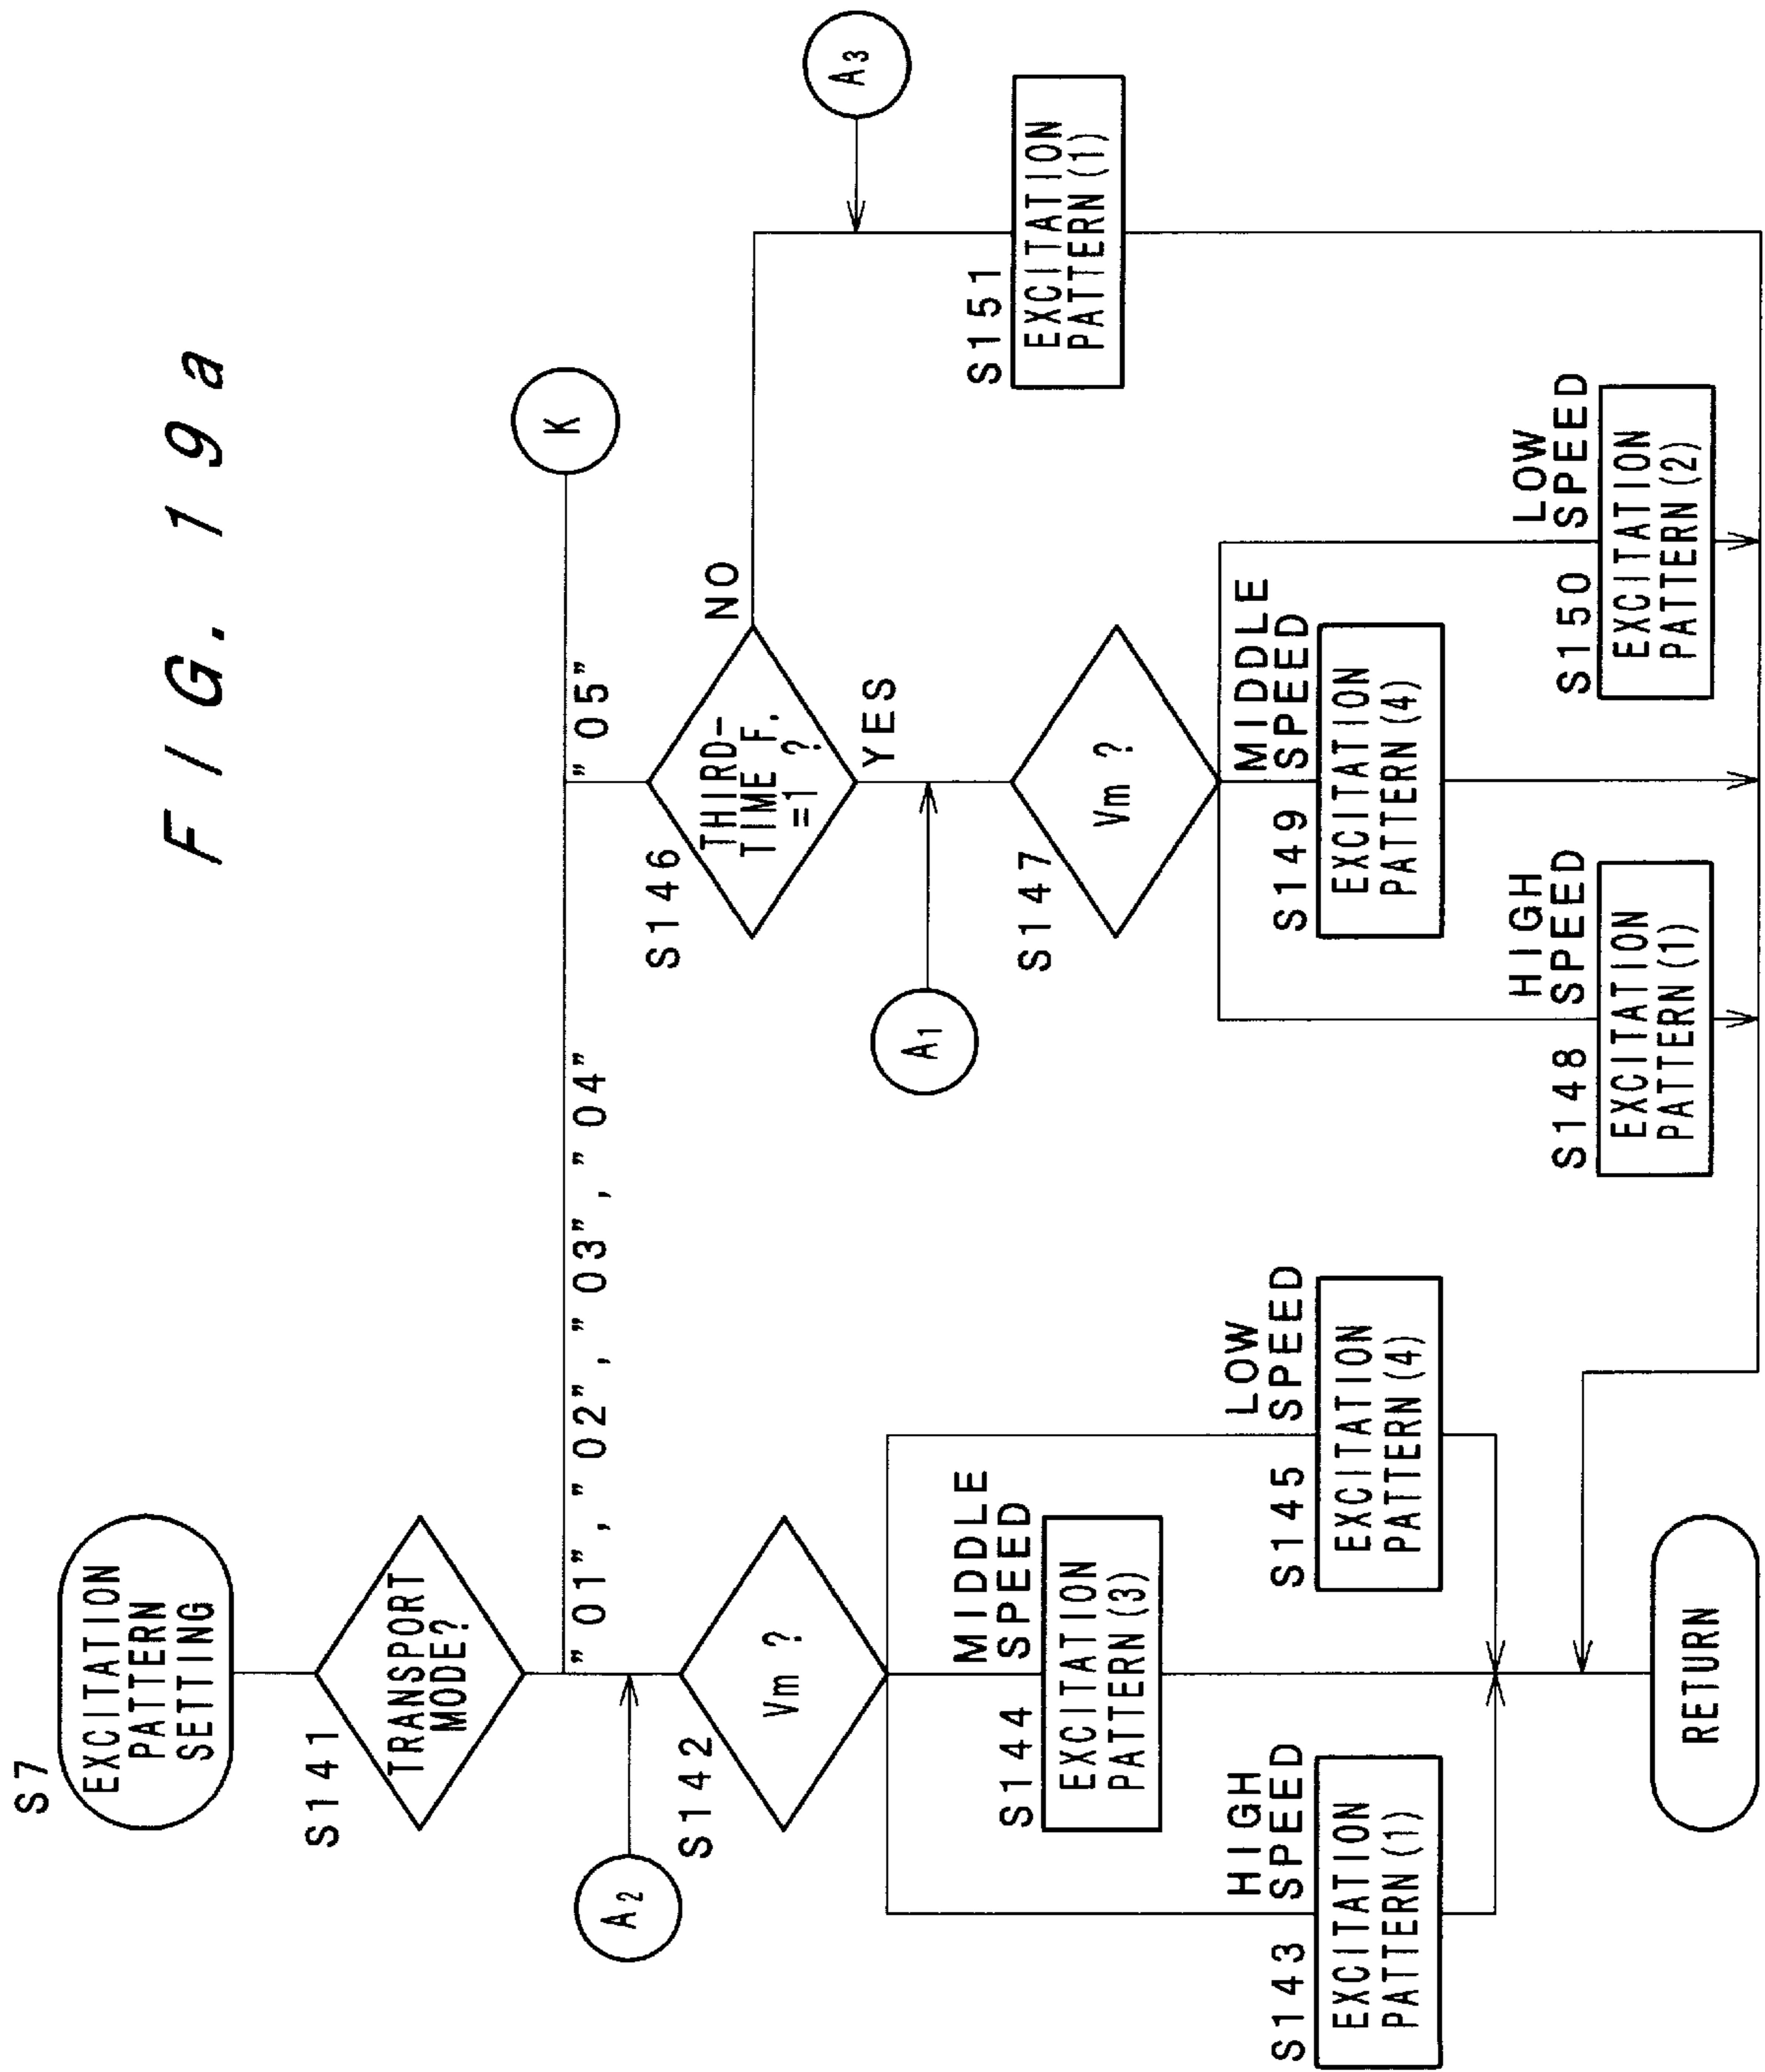 FIG. 19a
S7
EXCITATION
PATTERN
SETTING
S141
TRANSPORT
MODE?
K
"01", "02", "03", "04"
"05"
A2
S142
Vm ?
HIGH
SPEED
MIDDLE
SPEED
LOW
SPEED
S143
EXCITATION
PATTERN(1)
S144
EXCITATION
PATTERN(3)
S145
EXCITATION
PATTERN(4)
RETURN
S146
THIRD-
TIME F.
=1 ?
NO
YES
A3
A1
S147
Vm ?
HIGH
SPEED
MIDDLE
SPEED
LOW
SPEED
S148
EXCITATION
PATTERN(1)
S149
EXCITATION
PATTERN(4)
S150
EXCITATION
PATTERN(2)
S151
EXCITATION
PATTERN(1)